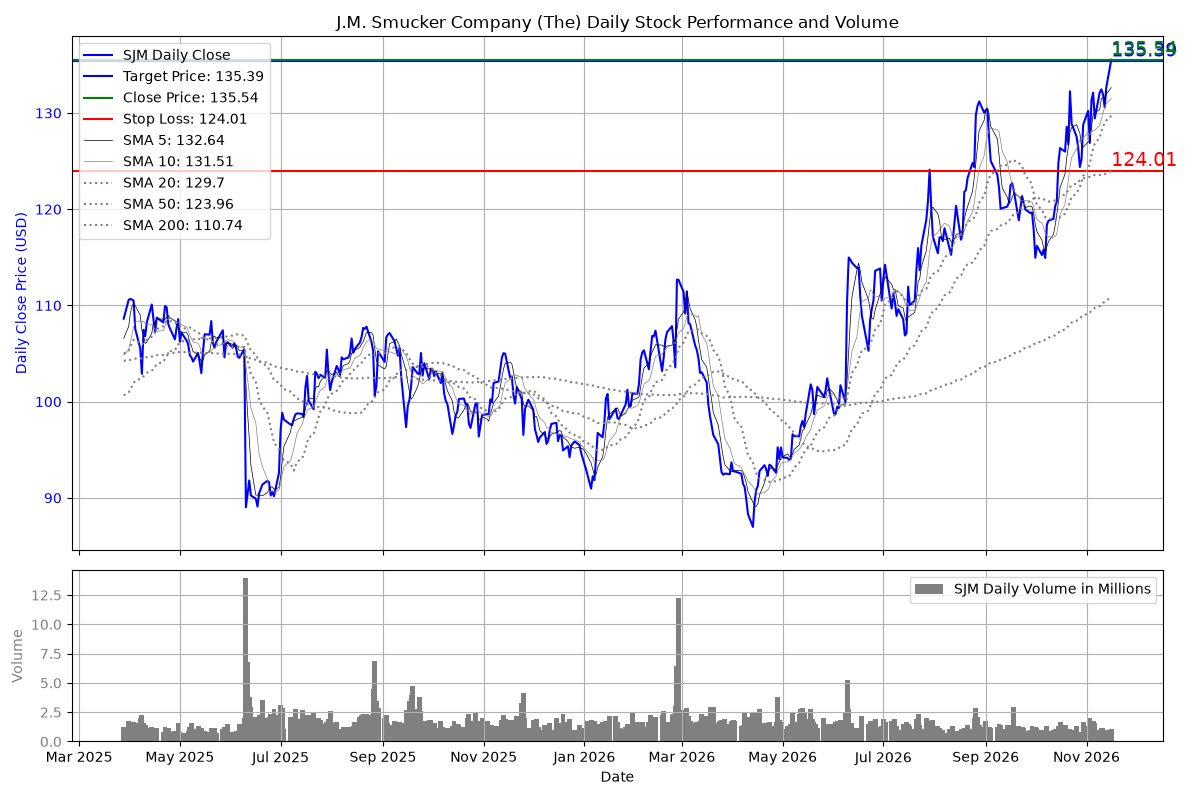 J.M. Smucker Company (The) Daily Stock Performance and Volume
SJM Daily Close
Target Price: 135.39
Close Price: 135.54
Stop Loss: 124.01
SMA 5: 132.64
SMA 10: 131.51
SMA 20: 129.7
SMA 50: 123.96
SMA 200: 110.74
135.54
135.39
124.01
Daily Close Price (USD)
130
120
110
100
90
SJM Daily Volume in Millions
Volume
12.5
10.0
7.5
5.0
2.5
0.0
Mar 2025 May 2025 Jul 2025 Sep 2025 Nov 2025 Jan 2026 Mar 2026 May 2026 Jul 2026 Sep 2026 Nov 2026
Date